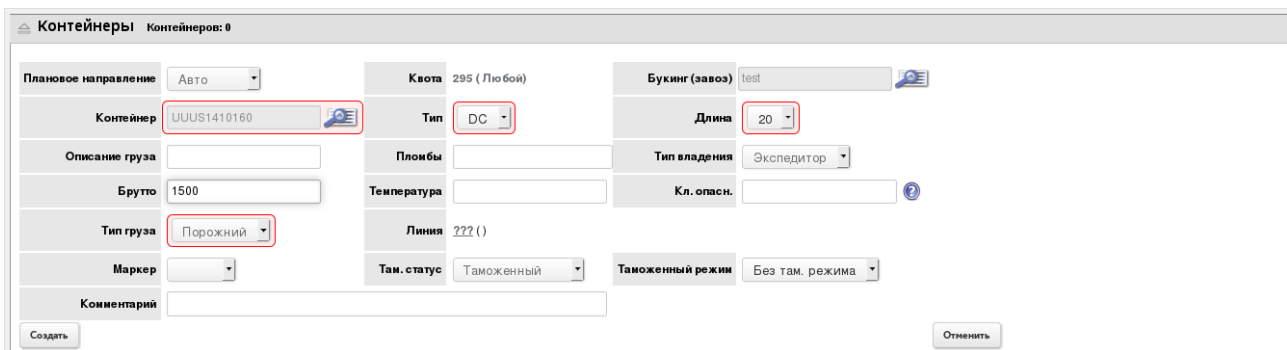 Контейнеры Контейнеров: 0
Плановое направление Авто Квота 295 ( Любой) Букинг (завоз) test
Контейнер UUUS1410160 Тип DC Длина 20
Описание груза Пломбы Тип владения Экспедитор
Брутто 1500 Температура Кл. опасн. ?
Тип груза Порожний Линия ??? ()
Маркер Там. статус Таможенный Таможенный режим Без там. режима
Комментарий
Создать Отменить